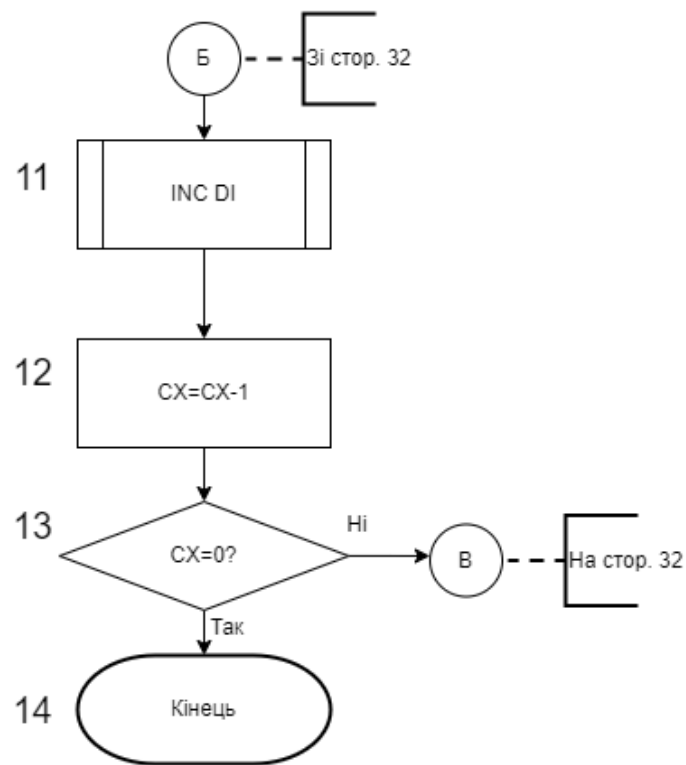 Б
Зі стор. 32
11
INC DI
12
CX=CX-1
13
CX=0?
Ні
В
На стор. 32
Так
14
Кінець